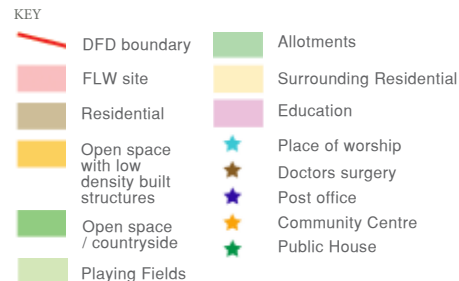 KEY
DFD boundary
FLW site
Residential
Open space
with low
density built
structures
Open space
/ countryside
Playing Fields
Allotments
Surrounding Residential
Education
Place of worship
Doctors surgery
Post office
Community Centre
Public House